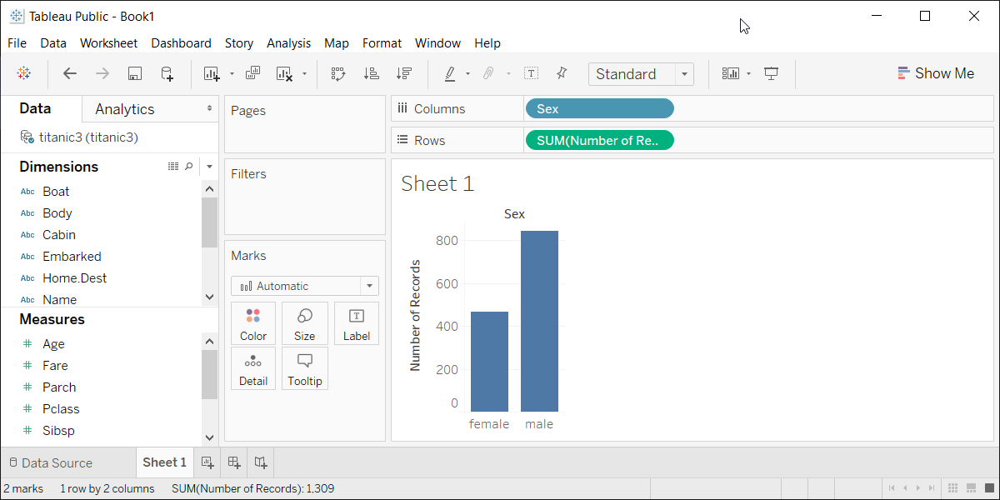 Tableau Public - Book1
File Data Worksheet Dashboard Story Analysis Map Format Window Help
Standard
Show Me
Data Analytics
titanic3 (titanic3)
Dimensions
Abc Boat
Abc Body
Abc Cabin
Abc Embarked
Abc Home.Dest
Abc Name
Measures
# Age
# Fare
# Parch
# Pclass
# Sibsp
Pages
Filters
Marks
Automatic
Color Size T Label
Detail Tooltip
Columns Sex
Rows SUM(Number of Re..
Sheet 1
Sex
Number of Records
800
600
400
200
0
female male
Data Source Sheet 1
2 marks 1 row by 2 columns SUM(Number of Records): 1,309